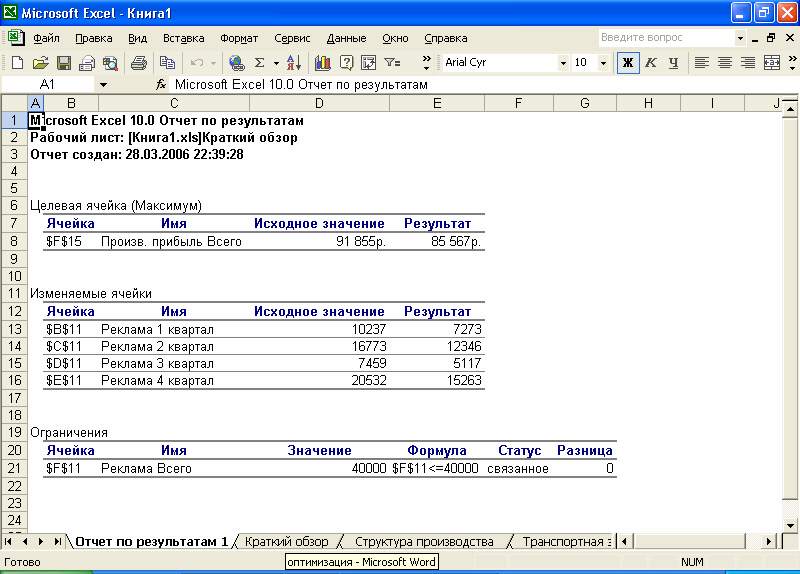 Microsoft Excel - Книга1
Файл Правка Вид Вставка Формат Сервис Данные Окно Справка Введите вопрос
Arial Cyr 10 Ж К Ч
A1 fx Microsoft Excel 10.0 Отчет по результатам
A B C D E F G H I J
1 Microsoft Excel 10.0 Отчет по результатам
2 Рабочий лист: [Книга1.xls]Краткий обзор
3 Отчет создан: 28.03.2006 22:39:28
4
5
6 Целевая ячейка (Максимум)
7 Ячейка Имя Исходное значение Результат
8 $F$15 Произв. прибыль Всего 91 855р. 85 567р.
9
10
11 Изменяемые ячейки
12 Ячейка Имя Исходное значение Результат
13 $B$11 Реклама 1 квартал 10237 7273
14 $C$11 Реклама 2 квартал 16773 12346
15 $D$11 Реклама 3 квартал 7459 5117
16 $E$11 Реклама 4 квартал 20532 15263
17
18
19 Ограничения
20 Ячейка Имя Значение Формула Статус Разница
21 $F$11 Реклама Всего 40000 $F$11<=40000 связанное 0
22
23
24
Отчет по результатам 1 Краткий обзор Структура производства Транспортная з
Готово оптимизация - Microsoft Word NUM